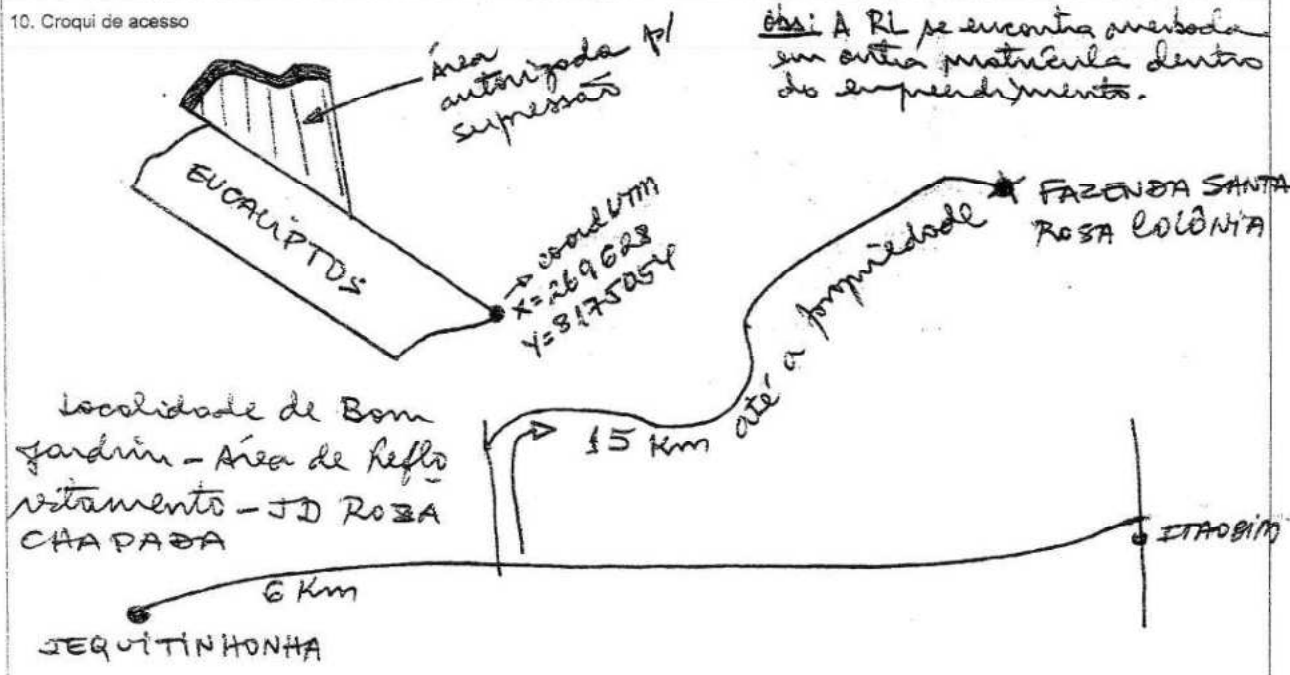 10. Croqui de acesso
Área
autorizada p/
supressão
Obs: A RL se encontra averbada
em outra matrícula dentro
do empreendimento.
EUCALIPTOS
coord UTM
X=269628
Y=8175054
FAZENDA SANTA
ROSA COLÔNIA
até a propriedade
15 Km
Localidade de Bom
Jardim - Área de Reflo
restamento - JD ROSA
CHAPADA
6 Km
JEQUITINHONHA
ITAOBIM